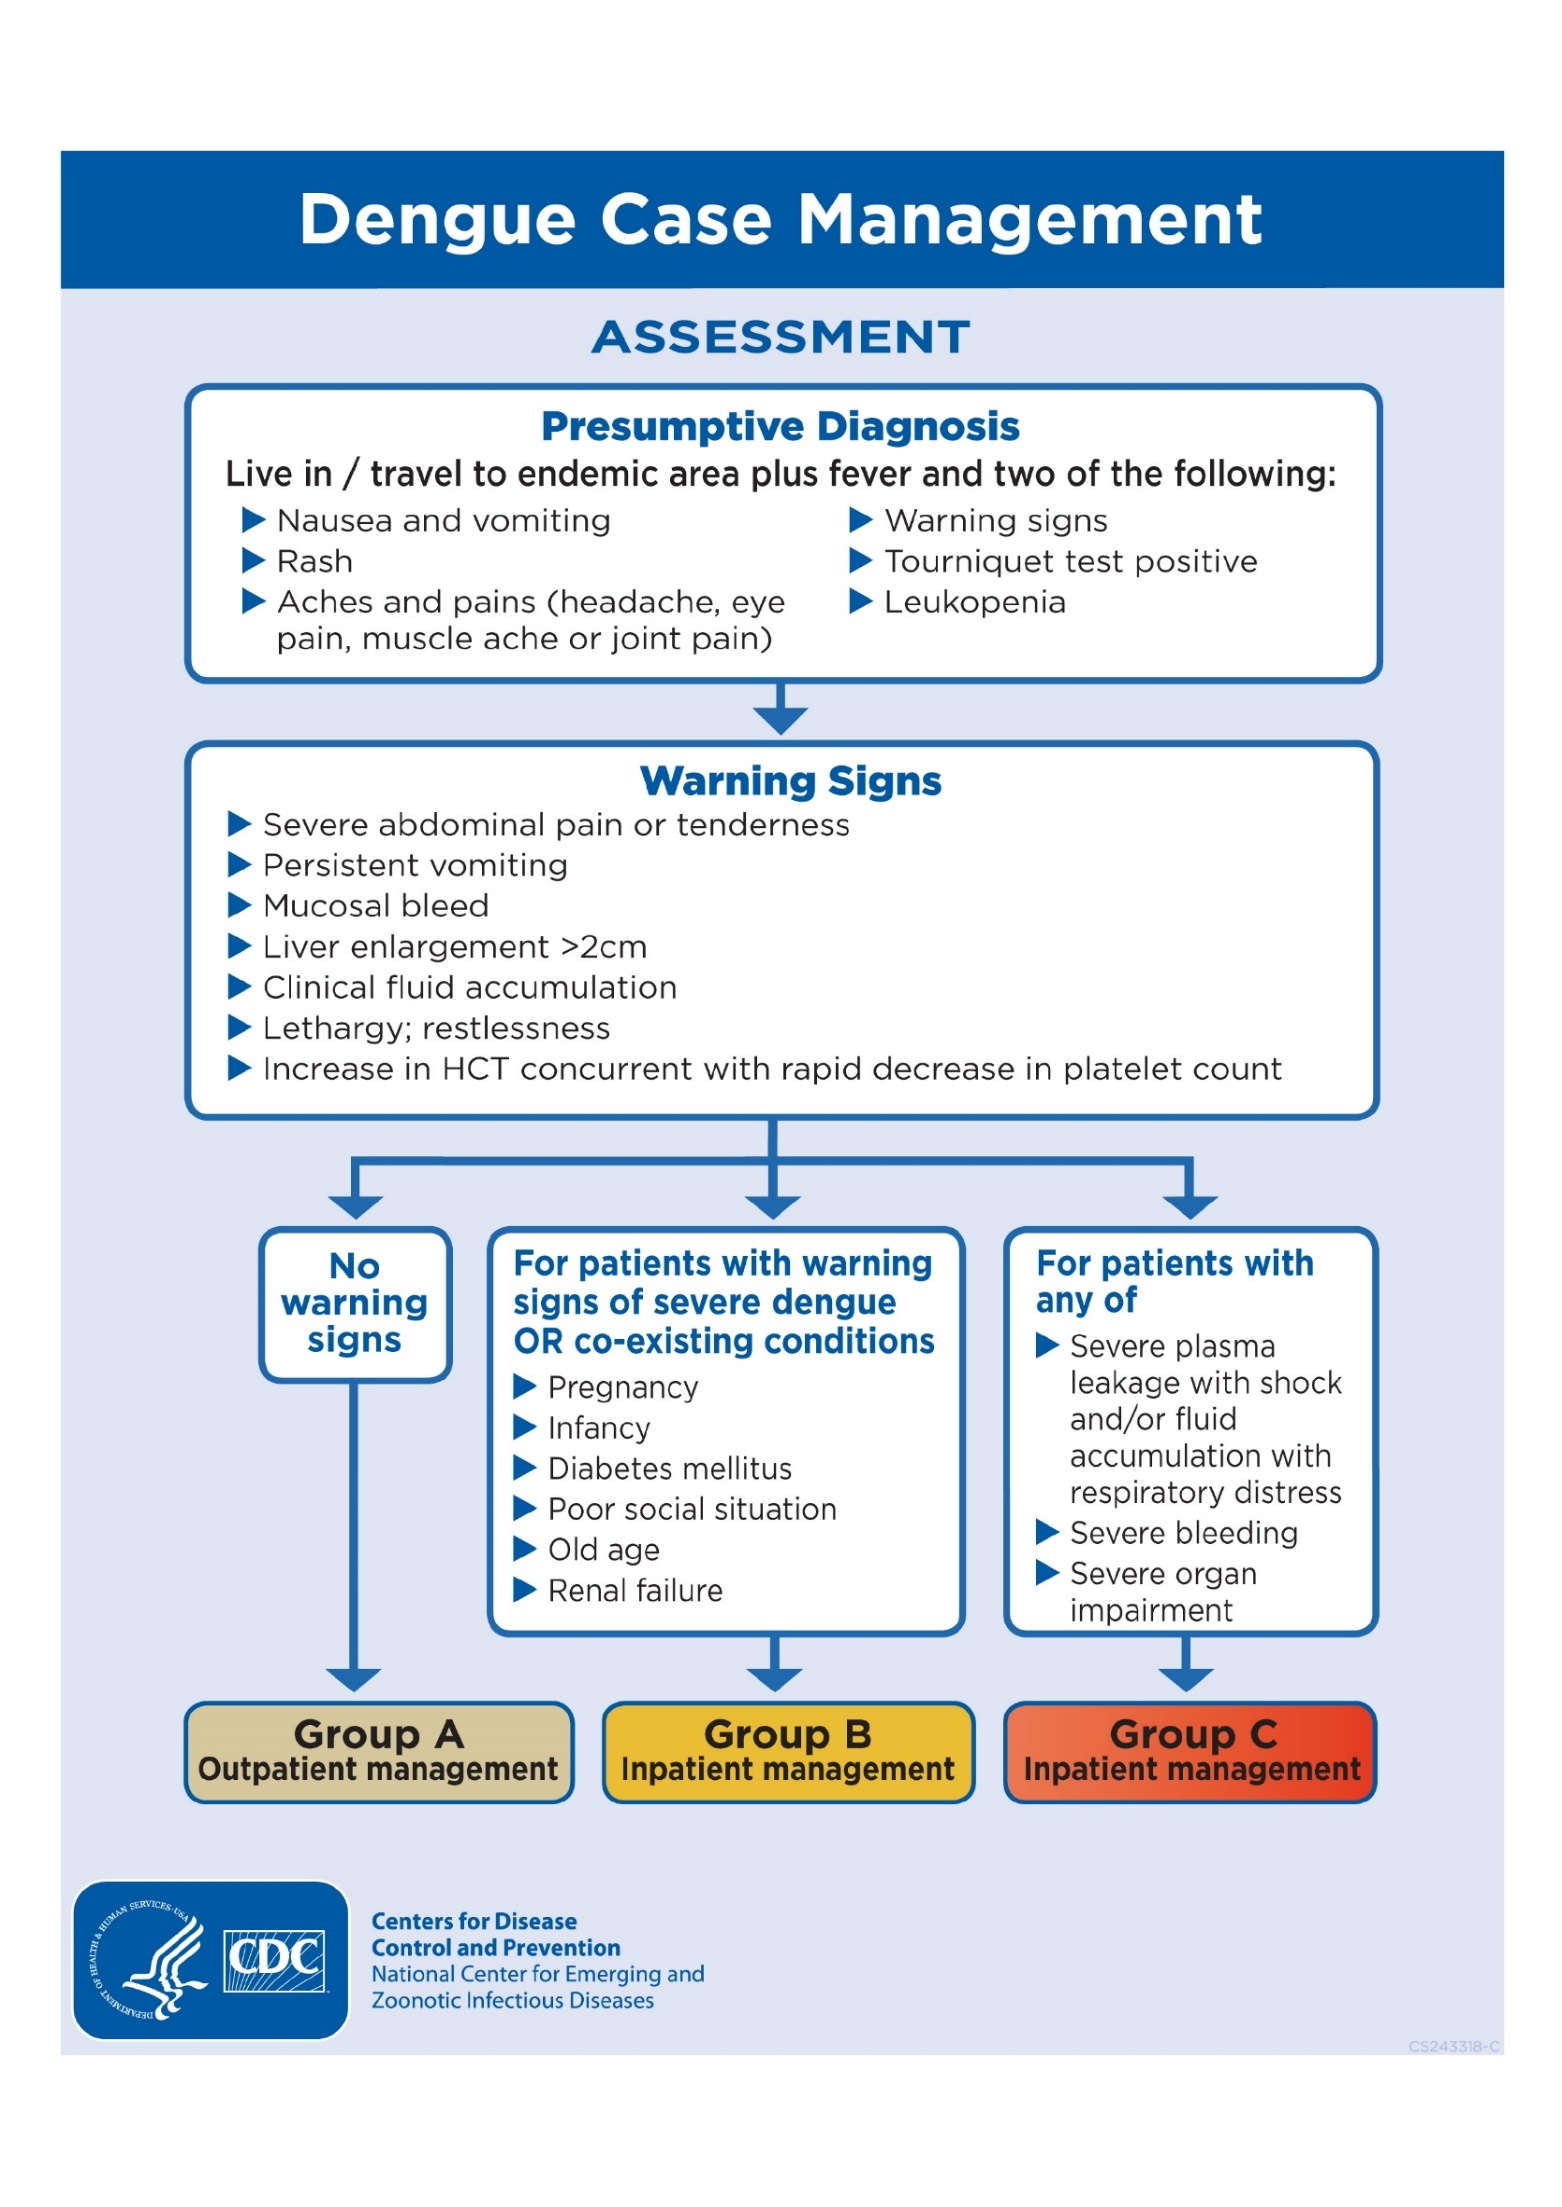 Dengue Case Management
ASSESSMENT
Presumptive Diagnosis
Live in / travel to endemic area plus fever and two of the following:
▶ Nausea and vomiting
▶ Rash
▶ Aches and pains (headache, eye
pain, muscle ache or joint pain)
▶ Warning signs
▶ Tourniquet test positive
▶ Leukopenia
Warning Signs
▶ Severe abdominal pain or tenderness
▶ Persistent vomiting
▶ Mucosal bleed
▶ Liver enlargement >2cm
▶ Clinical fluid accumulation
▶ Lethargy; restlessness
▶ Increase in HCT concurrent with rapid decrease in platelet count
No
warning
signs
For patients with warning
signs of severe dengue
OR co-existing conditions
▶ Pregnancy
▶ Infancy
▶ Diabetes mellitus
▶ Poor social situation
▶ Old age
▶ Renal failure
For patients with
any of
▶ Severe plasma
leakage with shock
and/or fluid
accumulation with
respiratory distress
▶ Severe bleeding
▶ Severe organ
impairment
Group A
Outpatient management
Group B
Inpatient management
Group C
Inpatient management
DEPARTMENT OF HEALTH & HUMAN SERVICES·USA
CDC
Centers for Disease
Control and Prevention
National Center for Emerging and
Zoonotic Infectious Diseases
CS243318-C